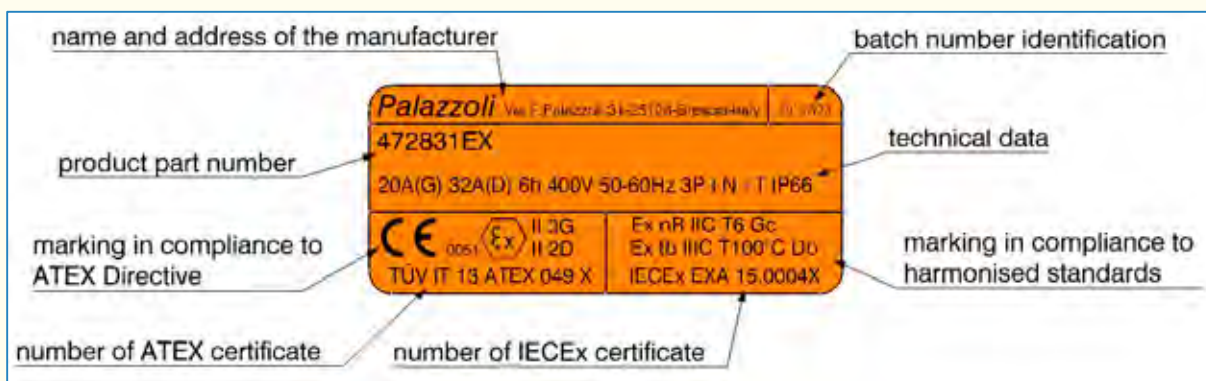 name and address of the manufacturer
batch number identification
Palazzoli
472831EX
technical data
product part number
20A(G) 32A(D) 6h 400V 50-60Hz 3P N T IP66
CE 0051 Ex II 3G
II 2D
Ex nR IIC T6 Gc
Ex tb IIIC T100°C Db
marking in compliance to
ATEX Directive
marking in compliance to
harmonised standards
TÜV IT 13 ATEX 049 X
IECEx EXA 15.0004X
number of ATEX certificate
number of IECEx certificate